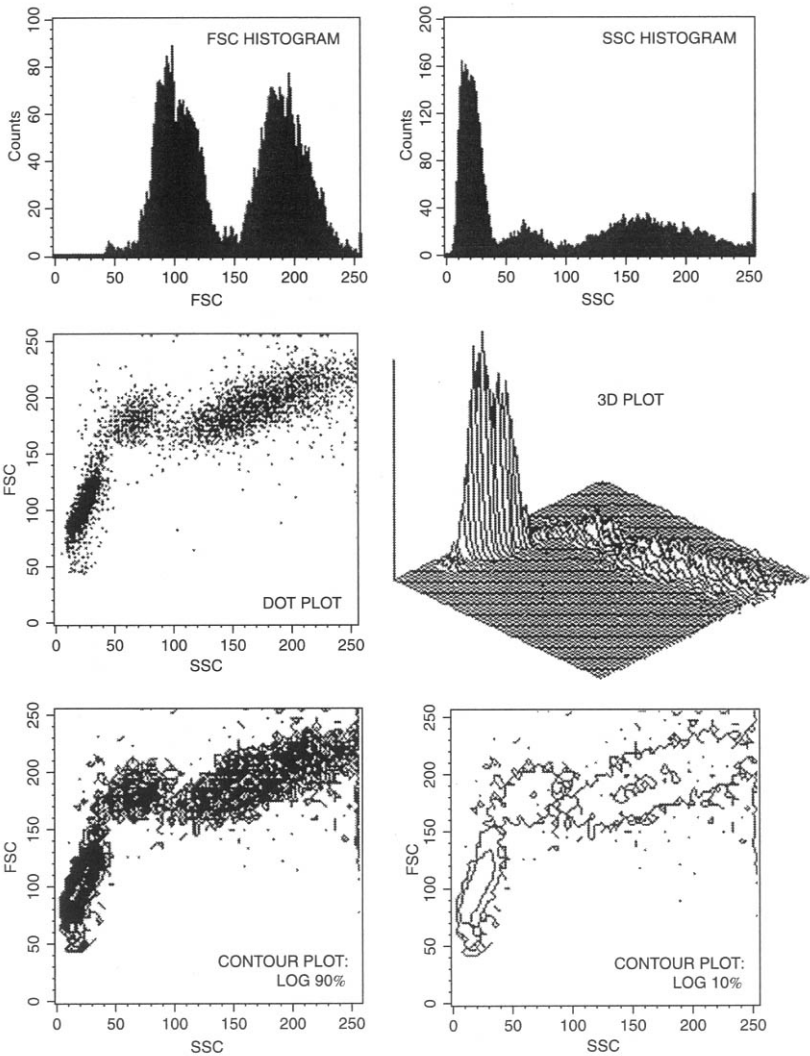 FSC HISTOGRAM
Counts
100
80
60
40
20
0
0 50 100 150 200 250
FSC
SSC HISTOGRAM
Counts
200
160
120
80
40
0
0 50 100 150 200 250
SSC
DOT PLOT
FSC
250
200
150
100
50
0
0 50 100 150 200 250
SSC
3D PLOT
CONTOUR PLOT:
LOG 90%
FSC
250
200
150
100
50
0
0 50 100 150 200 250
SSC
CONTOUR PLOT:
LOG 10%
FSC
250
200
150
100
50
0
0 50 100 150 200 250
SSC